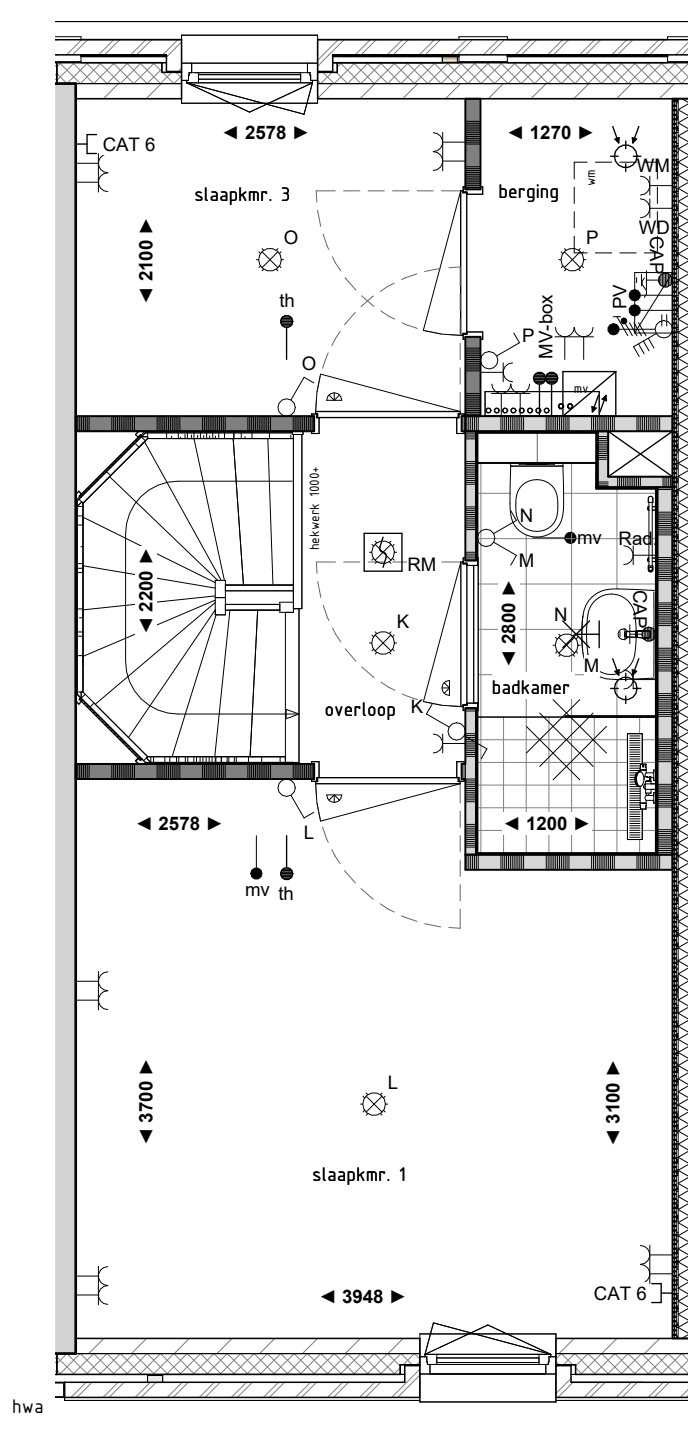 2578
1270
CAT 6
WM
wm
slaapkmr. 3
berging
WD
O
P
CAP
2100
PV
th
MV-box
P
O
mv
hekwerk 1000+
N
mv
Rad.
M
RM
2200
2800
CAP
K
N
M
badkamer
overloop
K
2578
1200
L
mv
th
L
3700
3100
slaapkmr. 1
CAT 6
3948
hwa